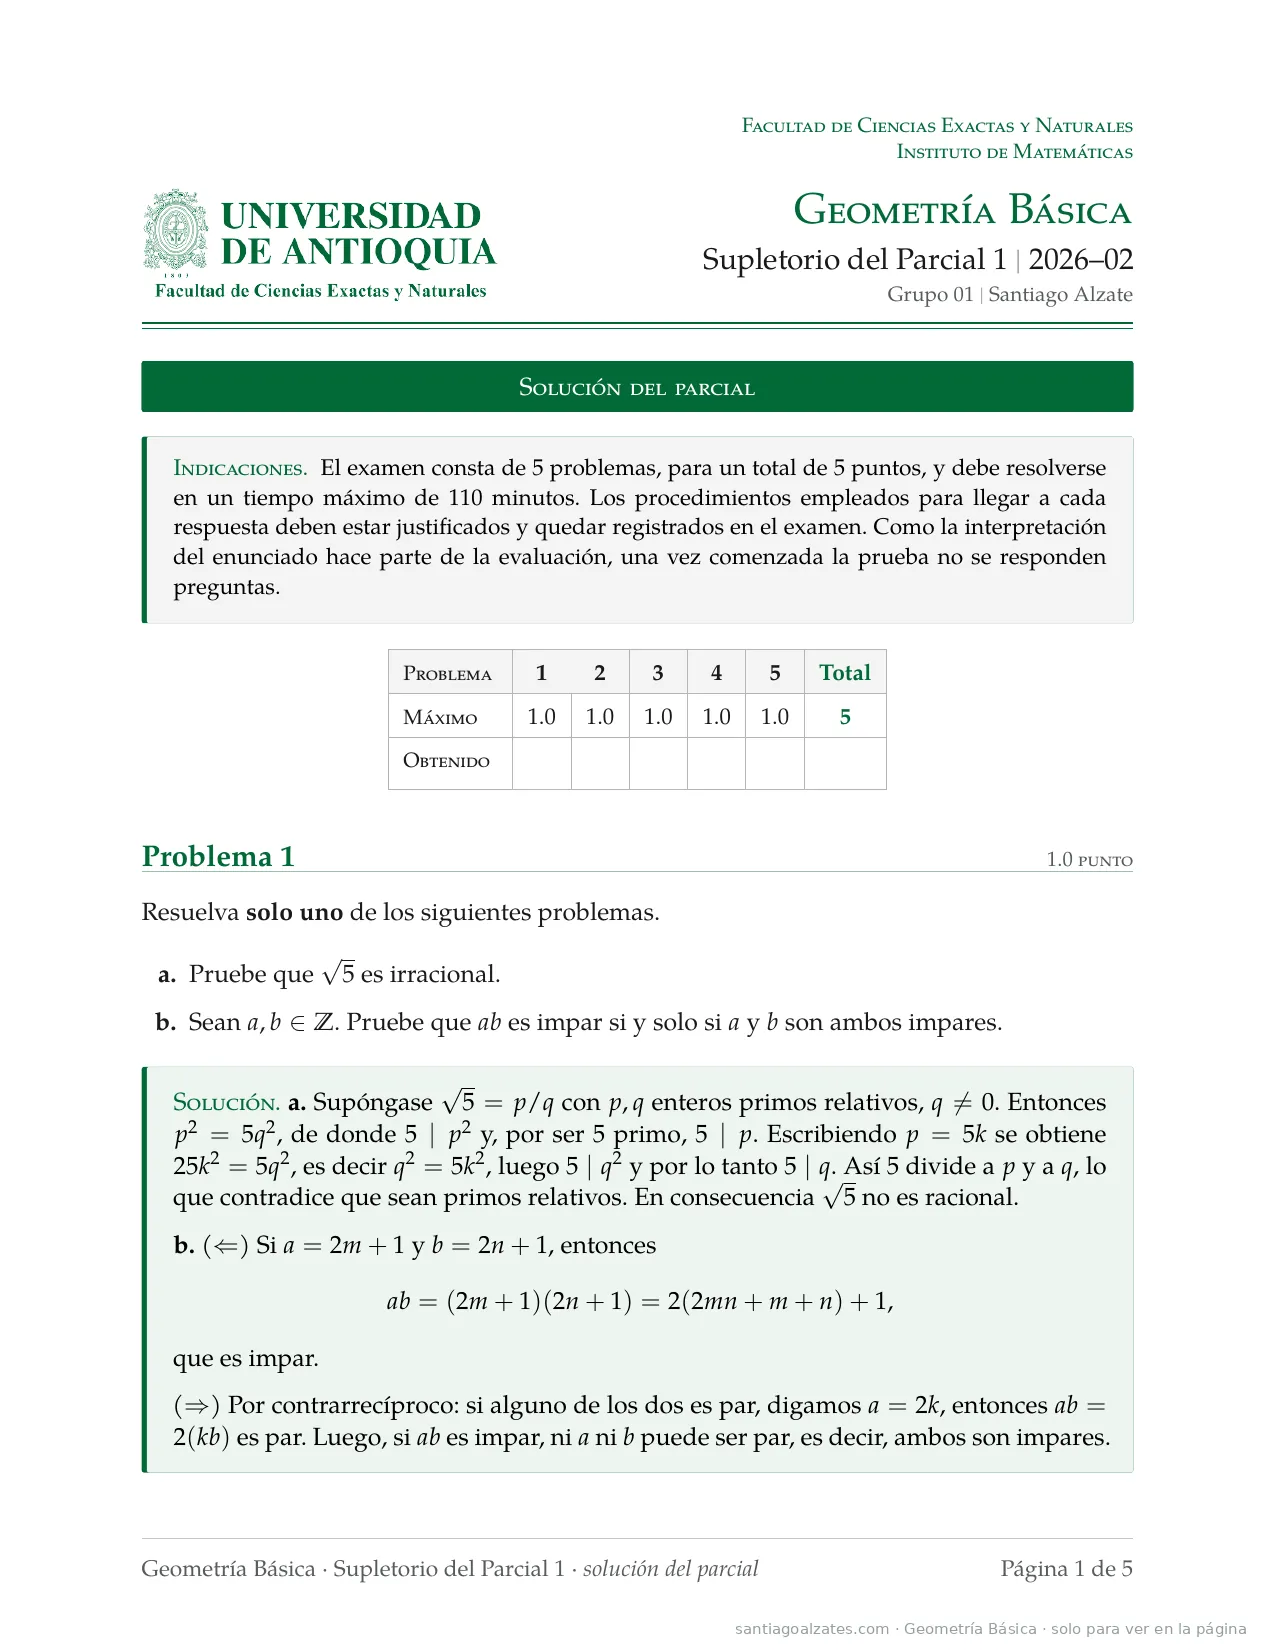 Facultad de Ciencias Exactas y Naturales
Instituto de Matemáticas
UNIVERSIDAD
DE ANTIOQUIA
1803
Facultad de Ciencias Exactas y Naturales
Geometría Básica
Supletorio del Parcial 1 | 2026–02
Grupo 01 | Santiago Alzate
Solución del parcial
Indicaciones. El examen consta de 5 problemas, para un total de 5 puntos, y debe resolverse
en un tiempo máximo de 110 minutos. Los procedimientos empleados para llegar a cada
respuesta deben estar justificados y quedar registrados en el examen. Como la interpretación
del enunciado hace parte de la evaluación, una vez comenzada la prueba no se responden
preguntas.
Problema 1 2 3 4 5 Total
Máximo 1.0 1.0 1.0 1.0 1.0 5
Obtenido
Problema 1 1.0 punto
Resuelva solo uno de los siguientes problemas.
a. Pruebe que √5 es irracional.
b. Sean a, b ∈ ℤ. Pruebe que ab es impar si y solo si a y b son ambos impares.
Solución. a. Supóngase √5 = p/q con p, q enteros primos relativos, q ≠ 0. Entonces
p² = 5q², de donde 5 | p² y, por ser 5 primo, 5 | p. Escribiendo p = 5k se obtiene
25k² = 5q², es decir q² = 5k², luego 5 | q² y por lo tanto 5 | q. Así 5 divide a p y a q, lo
que contradice que sean primos relativos. En consecuencia √5 no es racional.
b. (⇐) Si a = 2m + 1 y b = 2n + 1, entonces
ab = (2m + 1)(2n + 1) = 2(2mn + m + n) + 1,
que es impar.
(⇒) Por contrarrecíproco: si alguno de los dos es par, digamos a = 2k, entonces ab =
2(kb) es par. Luego, si ab es impar, ni a ni b puede ser par, es decir, ambos son impares.
Geometría Básica · Supletorio del Parcial 1 · solución del parcial Página 1 de 5
santiagoalzates.com · Geometría Básica · solo para ver en la página